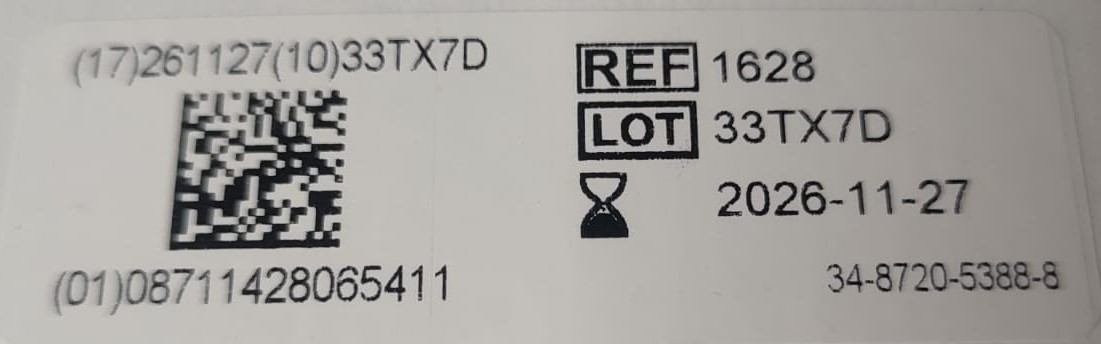 (17)261127(10)33TX7D
(01)08711428065411
REF 1628
LOT 33TX7D
2026-11-27
34-8720-5388-8